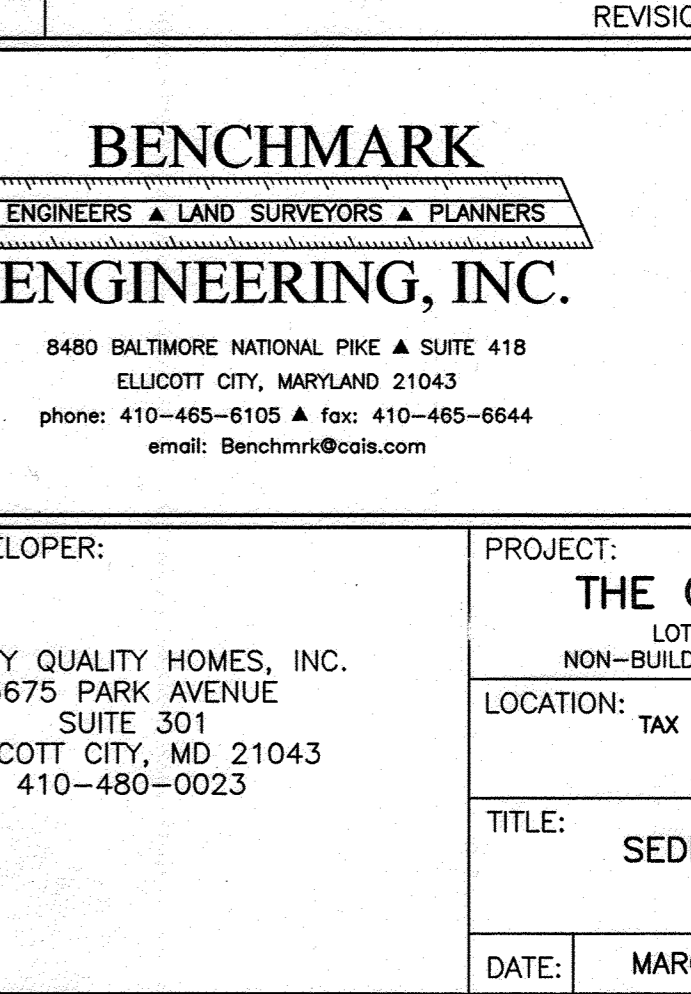 REVISIO
BENCHMARK
ENGINEERS ▲ LAND SURVEYORS ▲ PLANNERS
ENGINEERING, INC.
8480 BALTIMORE NATIONAL PIKE ▲ SUITE 418
ELLICOTT CITY, MARYLAND 21043
phone: 410-465-6105 ▲ fax: 410-465-6644
email: Benchmrk@cais.com
ELOPER:
Y QUALITY HOMES, INC.
675 PARK AVENUE
SUITE 301
COTT CITY, MD 21043
410-480-0023
PROJECT:
THE
LOT
NON-BUILD
LOCATION:
TAX
TITLE:
SED
DATE:
MAR